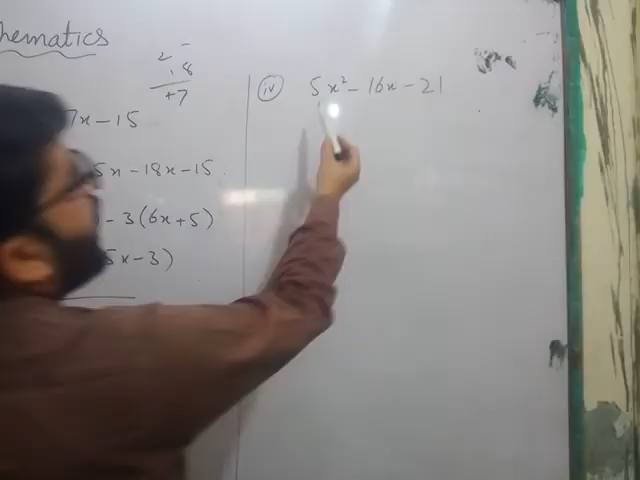 hematics
2 -
. 8
+7
7x - 15
5x - 18x - 15
- 3(6x + 5)
5x - 3)
(iv) 5x² - 16x - 21